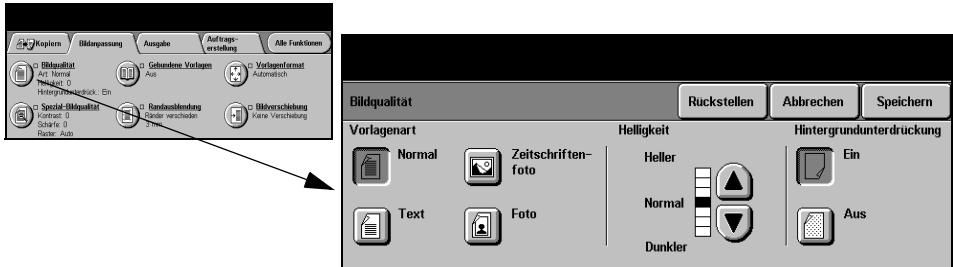 Kopieren
Bildanpassung
Ausgabe
Auftrags-
erstellung
Alle Funktionen
Bildqualität
Art: Normal
Helligkeit: 0
Hintergrundunterdrück.: Ein
Gebundene Vorlagen
Aus
Vorlagenformat
Automatisch
Spezial-Bildqualität
Kontrast: 0
Schärfe: 0
Raster: Auto
Randausblendung
Ränder verschieden
3 mm
Bildverschiebung
Keine Verschiebung
Bildqualität
Rückstellen
Abbrechen
Speichern
Vorlagenart
Helligkeit
Hintergrundunterdrückung
Normal
Zeitschriften-
foto
Text
Foto
Heller
Normal
Dunkler
Ein
Aus